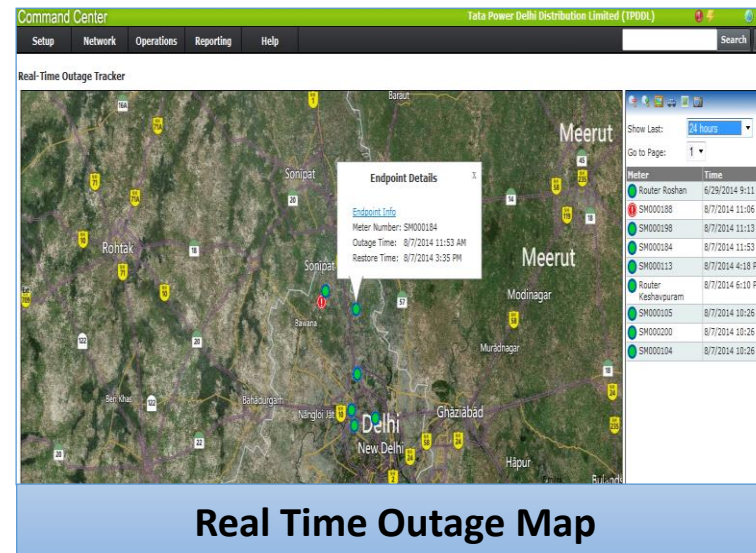 Command Center
Tata Power Delhi Distribution Limited (TPDDL)
Setup Network Operations Reporting Help
Search
Real-Time Outage Tracker
Baraut
Meerut
Sonipat
Rohtak
Sonipat
Bawana
Meerut
Modinagar
Murādnagar
Ben Khas
Bahādurgarh
Nāngloi Jāt
Delhi
New Delhi
Ghāziābād
Hāpur
Endpoint Details
X
Endpoint Info
Meter Number: SM000184
Outage Time: 8/7/2014 11:53 AM
Restore Time: 8/7/2014 3:35 PM
Show Last: 24 hours
Go to Page: 1
Meter Time
Router Roshan 6/29/2014 9:11
SM000188 8/7/2014 11:06
SM000198 8/7/2014 11:13
SM000184 8/7/2014 11:53
SM000113 8/7/2014 4:18 P
Router 8/7/2014 6:10 P
Keshavpuram
SM000105 8/7/2014 10:26
SM000200 8/7/2014 10:26
SM000104 8/7/2014 10:26
Real Time Outage Map